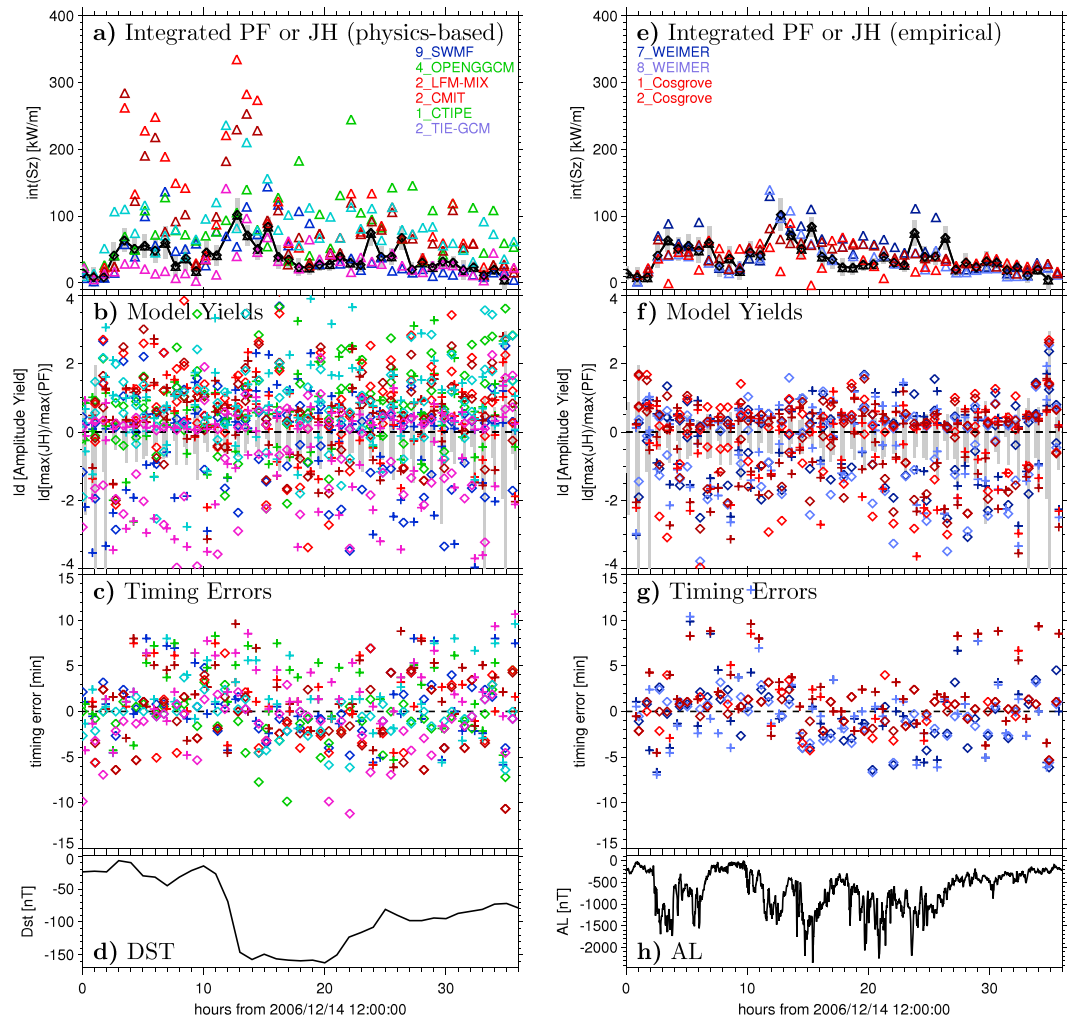 a) Integrated PF or JH (physics-based)
9_SWMF
4_OPENGGCM
2_LFM-MIX
2_CMIT
1_CTIPE
2_TIE-GCM
int(Sz) [kW/m]
400
300
200
100
0
b) Model Yields
ld [Amplitude Yield]
ld[max(JH)/max(PF)]
4
2
0
-2
-4
c) Timing Errors
timing error [min]
15
10
5
0
-5
-10
-15
d) DST
Dst [nT]
0
-50
-100
-150
0
10
20
30
hours from 2006/12/14 12:00:00
e) Integrated PF or JH (empirical)
7_WEIMER
8_WEIMER
1_Cosgrove
2_Cosgrove
int(Sz) [kW/m]
400
300
200
100
0
f) Model Yields
ld [Amplitude Yield]
ld[max(JH)/max(PF)]
4
2
0
-2
-4
g) Timing Errors
timing error [min]
15
10
5
0
-5
-10
-15
h) AL
AL [nT]
0
-500
-1000
-1500
-2000
0
10
20
30
hours from 2006/12/14 12:00:00